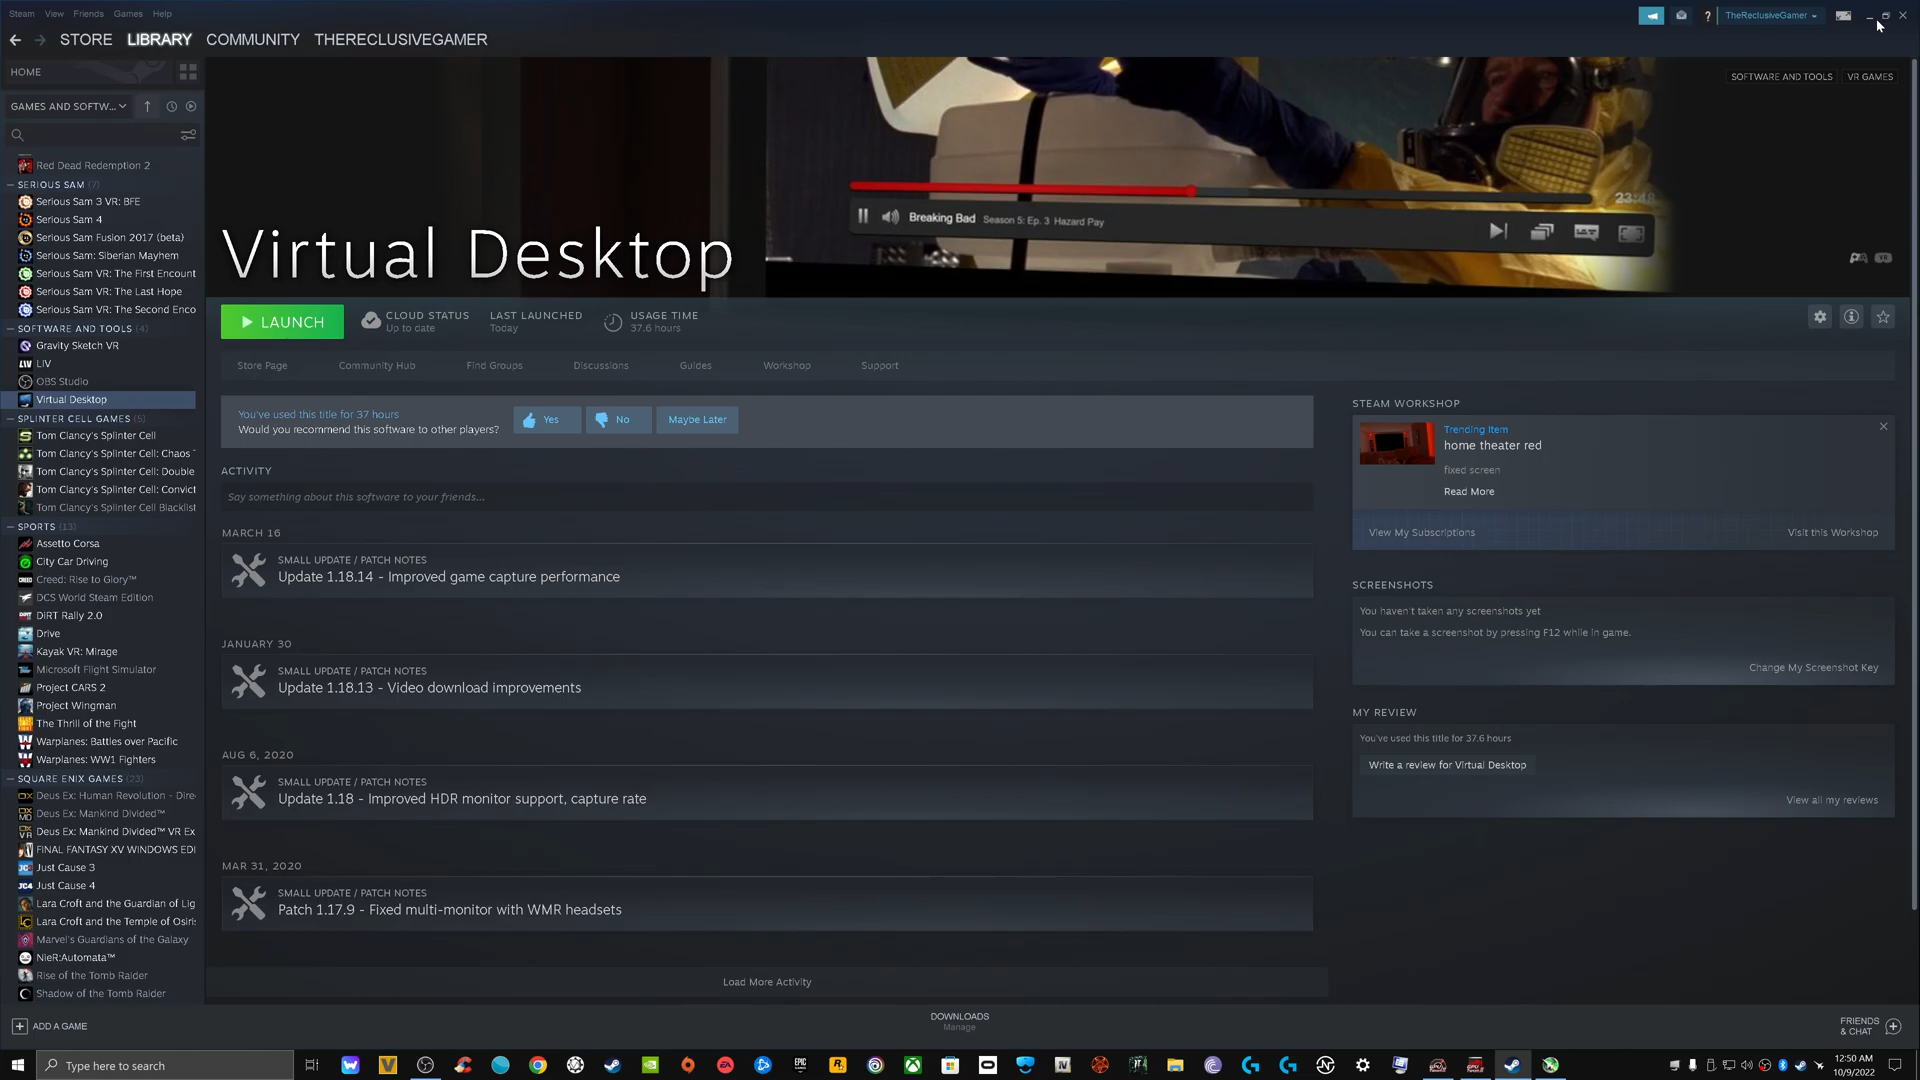 Steam View Friends Games Help
TheReclusiveGamer
STORE LIBRARY COMMUNITY THERECLUSIVEGAMER
HOME
SOFTWARE AND TOOLS VR GAMES
GAMES AND SOFTW...
Red Dead Redemption 2
SERIOUS SAM (7)
Serious Sam 3 VR: BFE
Serious Sam 4
Serious Sam Fusion 2017 (beta)
Serious Sam: Siberian Mayhem
Serious Sam VR: The First Encount
Serious Sam VR: The Last Hope
Serious Sam VR: The Second Enco
SOFTWARE AND TOOLS (4)
Gravity Sketch VR
LIV
OBS Studio
Virtual Desktop
SPLINTER CELL GAMES (5)
Tom Clancy's Splinter Cell
Tom Clancy's Splinter Cell: Chaos
Tom Clancy's Splinter Cell: Double
Tom Clancy's Splinter Cell: Convict
Tom Clancy's Splinter Cell Blacklist
SPORTS (13)
Assetto Corsa
City Car Driving
Creed: Rise to Glory™
DCS World Steam Edition
DiRT Rally 2.0
Drive
Kayak VR: Mirage
Microsoft Flight Simulator
Project CARS 2
Project Wingman
The Thrill of the Fight
Warplanes: Battles over Pacific
Warplanes: WW1 Fighters
SQUARE ENIX GAMES (23)
Deus Ex: Human Revolution - Dire
Deus Ex: Mankind Divided™
Deus Ex: Mankind Divided™ VR Ex
FINAL FANTASY XV WINDOWS EDI
Just Cause 3
Just Cause 4
Lara Croft and the Guardian of Lig
Lara Croft and the Temple of Osiri
Marvel's Guardians of the Galaxy
NieR:Automata™
Rise of the Tomb Raider
Shadow of the Tomb Raider
ADD A GAME
23:48
Breaking Bad Season 5: Ep. 3 Hazard Pay
Virtual Desktop
LAUNCH
CLOUD STATUS
Up to date
LAST LAUNCHED
Today
USAGE TIME
37.6 hours
Store Page Community Hub Find Groups Discussions Guides Workshop Support
You've used this title for 37 hours
Would you recommend this software to other players?
Yes No Maybe Later
ACTIVITY
Say something about this software to your friends...
MARCH 16
SMALL UPDATE / PATCH NOTES
Update 1.18.14 - Improved game capture performance
JANUARY 30
SMALL UPDATE / PATCH NOTES
Update 1.18.13 - Video download improvements
AUG 6, 2020
SMALL UPDATE / PATCH NOTES
Update 1.18 - Improved HDR monitor support, capture rate
MAR 31, 2020
SMALL UPDATE / PATCH NOTES
Patch 1.17.9 - Fixed multi-monitor with WMR headsets
Load More Activity
STEAM WORKSHOP
Trending Item
home theater red
fixed screen
Read More
View My Subscriptions Visit this Workshop
SCREENSHOTS
You haven't taken any screenshots yet
You can take a screenshot by pressing F12 while in game.
Change My Screenshot Key
MY REVIEW
You've used this title for 37.6 hours
Write a review for Virtual Desktop
View all my reviews
DOWNLOADS
Manage
FRIENDS
& CHAT
Type here to search
12:50 AM
10/9/2022